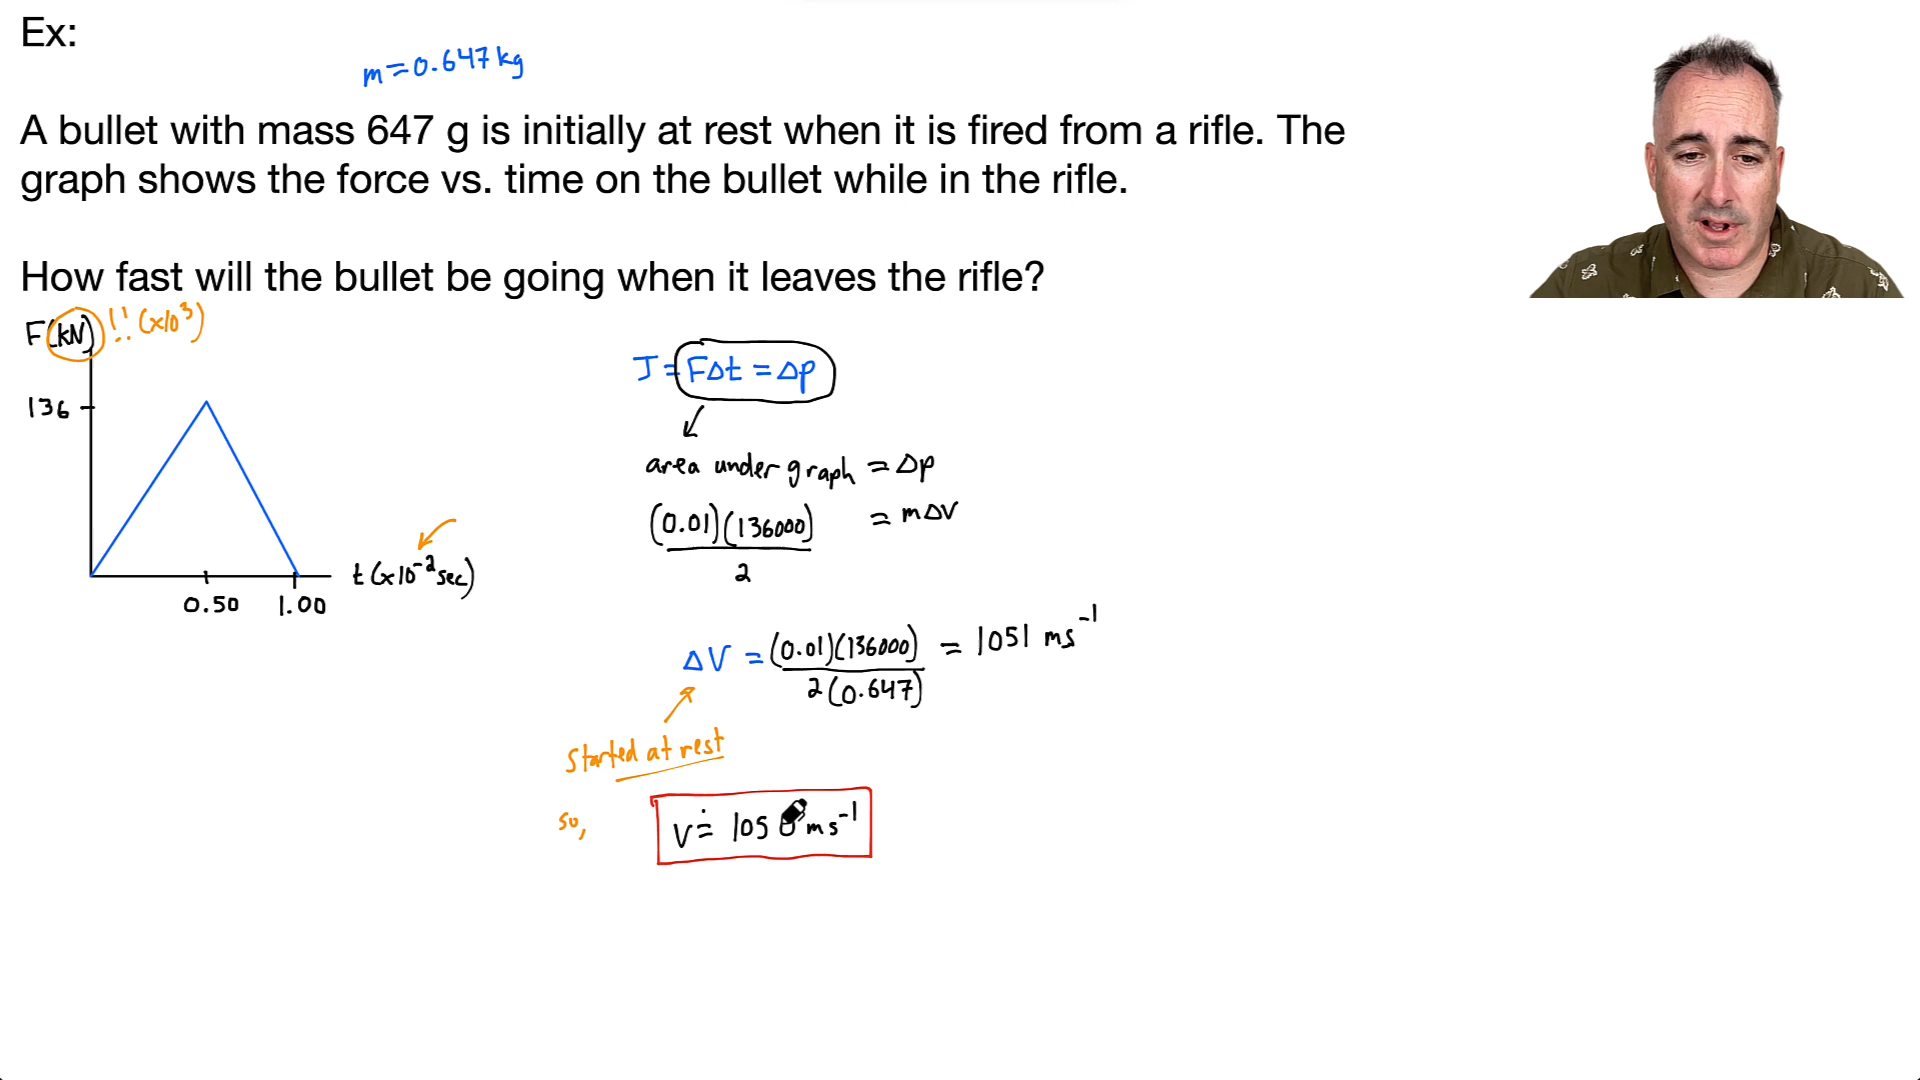 Ex:
m=0.647kg
A bullet with mass 647 g is initially at rest when it is fired from a rifle. The
graph shows the force vs. time on the bullet while in the rifle.
How fast will the bullet be going when it leaves the rifle?
F(kN) !! (x10³)
136
0.50 1.00
t(x10⁻²sec)
J=FΔt=Δp
area under graph = Δp
(0.01)(136000)
= mΔV
2
ΔV = (0.01)(136000) = 1051 ms⁻¹
2(0.647)
Started at rest
so,
V≐ 1050 ms⁻¹